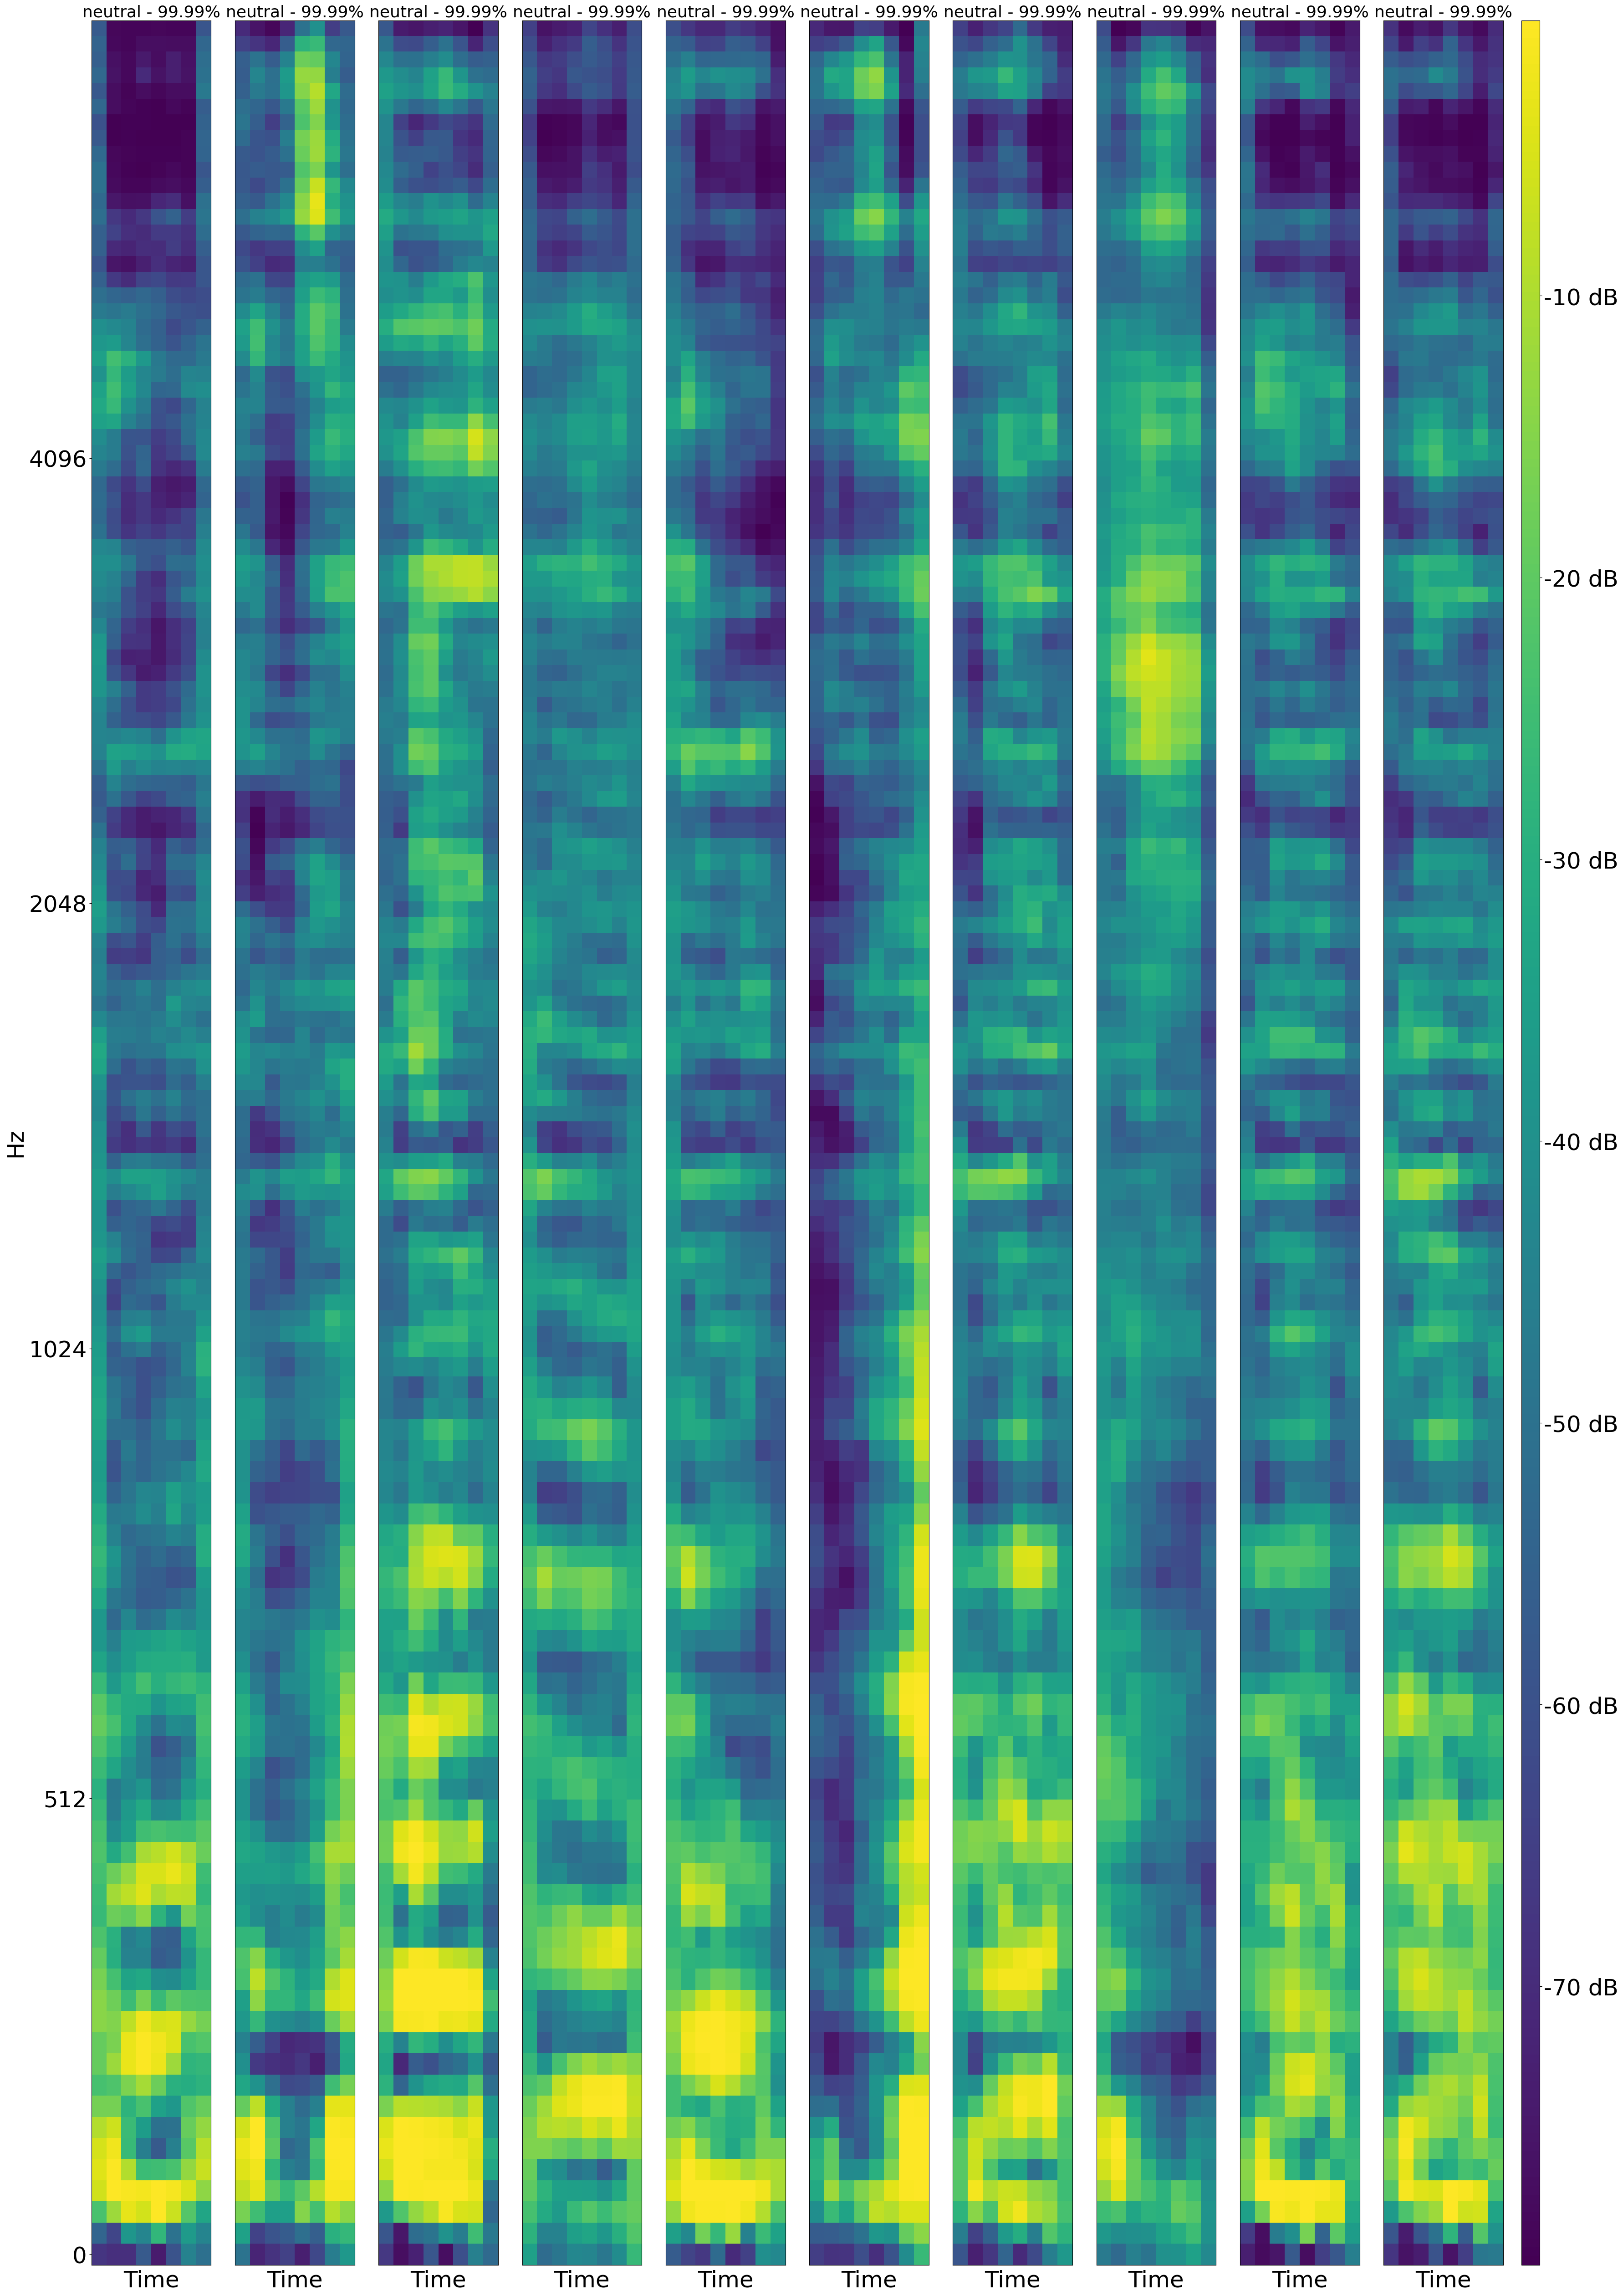 neutral - 99.99% neutral - 99.99% neutral - 99.99% neutral - 99.99% neutral - 99.99% neutral - 99.99% neutral - 99.99% neutral - 99.99% neutral - 99.99% neutral - 99.99%
-10 dB
4096
-20 dB
-30 dB
2048
-40 dB
Hz
1024
-50 dB
-60 dB
512
-70 dB
0
Time Time Time Time Time Time Time Time Time Time